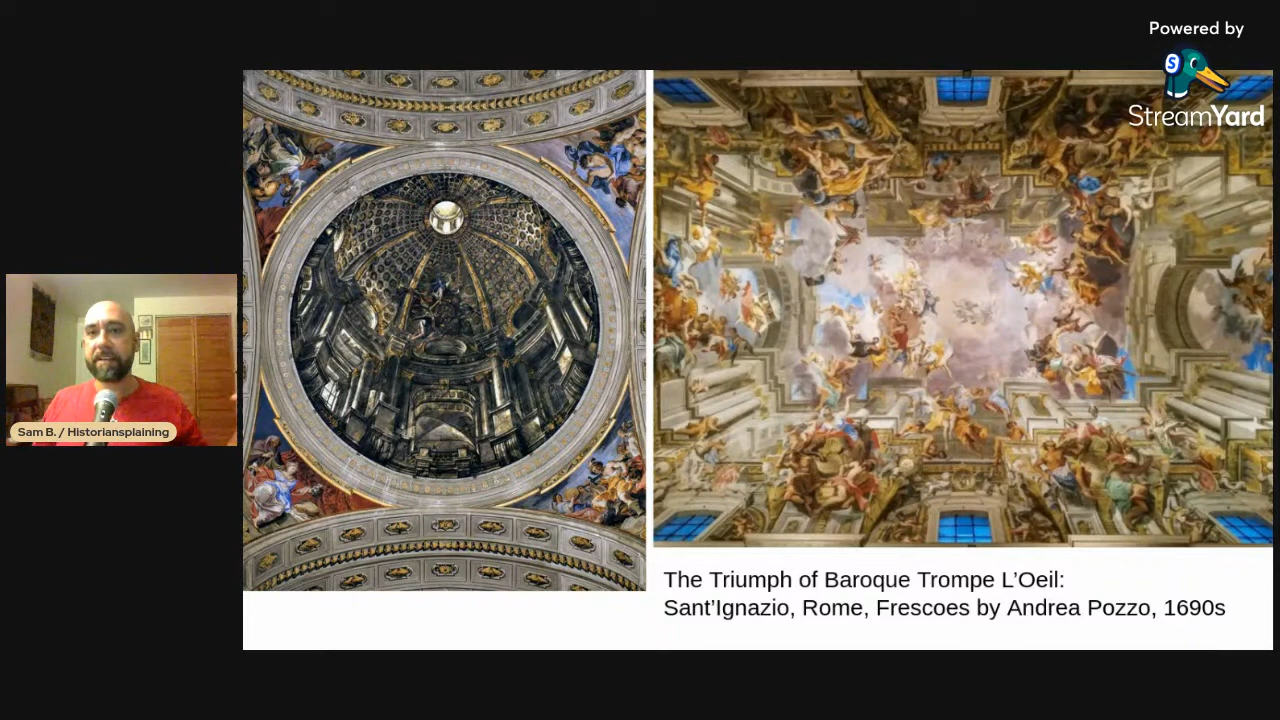 Powered by
S
StreamYard
Sam B. / Historiansplaining
The Triumph of Baroque Trompe L’Oeil:
Sant’Ignazio, Rome, Frescoes by Andrea Pozzo, 1690s